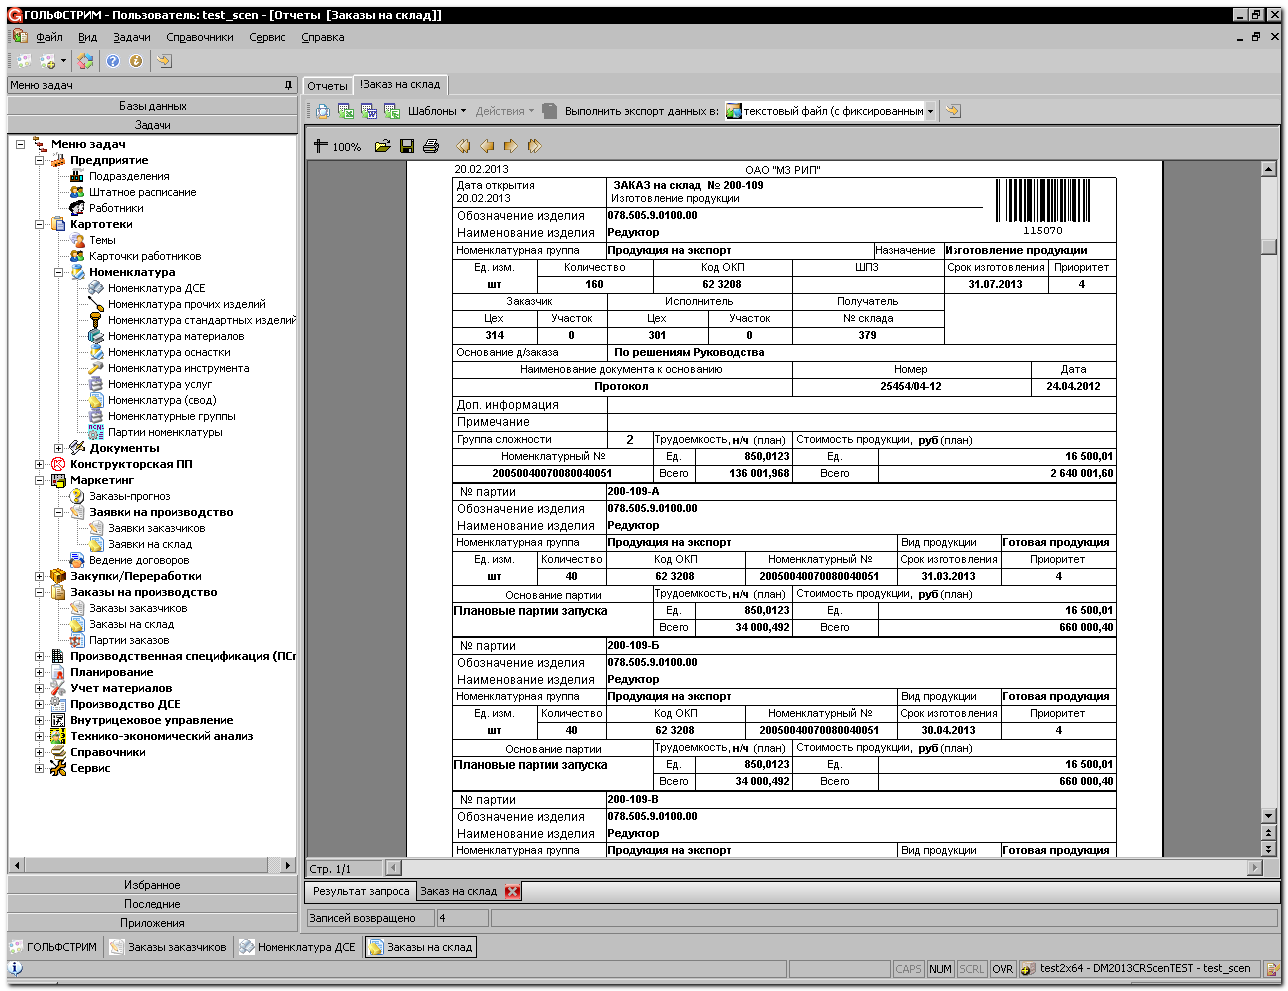 ГОЛЬФСТРИМ - Пользователь: test_scen - [Отчеты [Заказы на склад]]
Файл Вид Задачи Справочники Сервис Справка
Меню задач
Базы данных
Задачи
Меню задач
Предприятие
Подразделения
Штатное расписание
Работники
Картотеки
Темы
Карточки работников
Номенклатура
Номенклатура ДСЕ
Номенклатура прочих изделий
Номенклатура стандартных изделий
Номенклатура материалов
Номенклатура оснастки
Номенклатура инструмента
Номенклатура услуг
Номенклатура (свод)
Номенклатурные группы
Партии номенклатуры
Документы
Конструкторская ПП
Маркетинг
Заказы-прогноз
Заявки на производство
Заявки заказчиков
Заявки на склад
Ведение договоров
Закупки/Переработки
Заказы на производство
Заказы заказчиков
Заказы на склад
Партии заказов
Производственная спецификация (ПСп
Планирование
Учет материалов
Производство ДСЕ
Внутрицеховое управление
Технико-экономический анализ
Справочники
Сервис
Избранное
Последние
Приложения
Отчеты !Заказ на склад
Шаблоны Действия Выполнить экспорт данных в: текстовый файл (с фиксированным
100%
20.02.2013 ОАО "МЗ РИП"
Дата открытия ЗАКАЗ на склад № 200-109
20.02.2013 Изготовление продукции
Обозначение изделия 078.505.9.0100.00
115070
Наименование изделия Редуктор
Номенклатурная группа Продукция на экспорт Назначение Изготовление продукции
Ед. изм. Количество Код ОКП ШПЗ Срок изготовления Приоритет
шт 160 62 3208 31.07.2013 4
Заказчик Исполнитель Получатель
Цех Участок Цех Участок № склада
314 0 301 0 379
Основание д/заказа По решениям Руководства
Наименование документа к основанию Номер Дата
Протокол 25454/04-12 24.04.2012
Доп. информация
Примечание
Группа сложности 2 Трудоемкость, н/ч (план) Стоимость продукции, руб (план)
Номенклатурный № Ед. 850,0123 Ед. 16 500,01
20050040070080040051 Всего 136 001,968 Всего 2 640 001,60
№ партии 200-109-А
Обозначение изделия 078.505.9.0100.00
Наименование изделия Редуктор
Номенклатурная группа Продукция на экспорт Вид продукции Готовая продукция
Ед. изм. Количество Код ОКП Номенклатурный № Срок изготовления Приоритет
шт 40 62 3208 20050040070080040051 31.03.2013 4
Основание партии Трудоемкость, н/ч (план) Стоимость продукции, руб (план)
Плановые партии запуска Ед. 850,0123 Ед. 16 500,01
Всего 34 000,492 Всего 660 000,40
№ партии 200-109-Б
Обозначение изделия 078.505.9.0100.00
Наименование изделия Редуктор
Номенклатурная группа Продукция на экспорт Вид продукции Готовая продукция
Ед. изм. Количество Код ОКП Номенклатурный № Срок изготовления Приоритет
шт 40 62 3208 20050040070080040051 30.04.2013 4
Основание партии Трудоемкость, н/ч (план) Стоимость продукции, руб (план)
Плановые партии запуска Ед. 850,0123 Ед. 16 500,01
Всего 34 000,492 Всего 660 000,40
№ партии 200-109-В
Обозначение изделия 078.505.9.0100.00
Наименование изделия Редуктор
Номенклатурная группа Продукция на экспорт Вид продукции Готовая продукция
Стр. 1/1
Результат запроса Заказ на склад
Записей возвращено 4
ГОЛЬФСТРИМ Заказы заказчиков Номенклатура ДСЕ Заказы на склад
CAPS NUM SCRL OVR test2x64 - DM2013CRScenTEST - test_scen